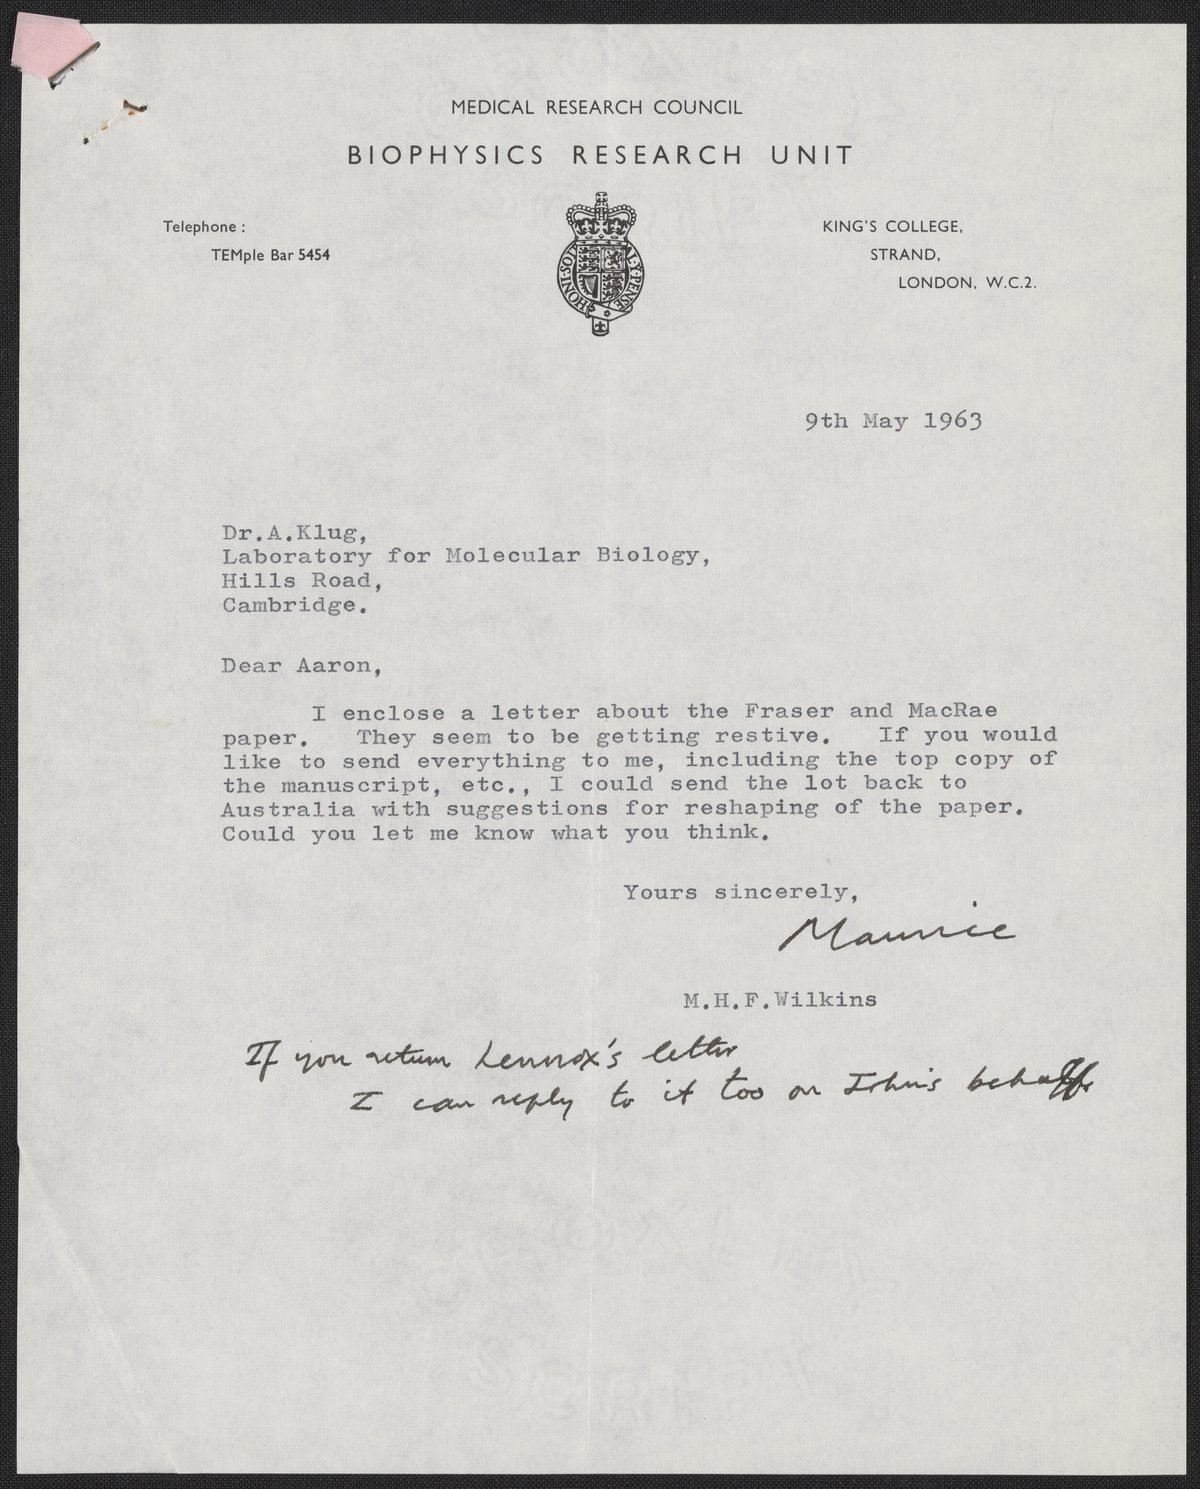 MEDICAL RESEARCH COUNCIL
BIOPHYSICS RESEARCH UNIT
Telephone :
TEMple Bar 5454
KING'S COLLEGE,
STRAND,
LONDON, W.C.2.
HONI·SOIT
MAL·Y·PENSE
9th May 1963
Dr.A.Klug,
Laboratory for Molecular Biology,
Hills Road,
Cambridge.
Dear Aaron,
I enclose a letter about the Fraser and MacRae
paper. They seem to be getting restive. If you would
like to send everything to me, including the top copy of
the manuscript, etc., I could send the lot back to
Australia with suggestions for reshaping of the paper.
Could you let me know what you think.
Yours sincerely,
Maurice
M.H.F.Wilkins
If you return Lennox's letter
I can reply to it too on John's behalf